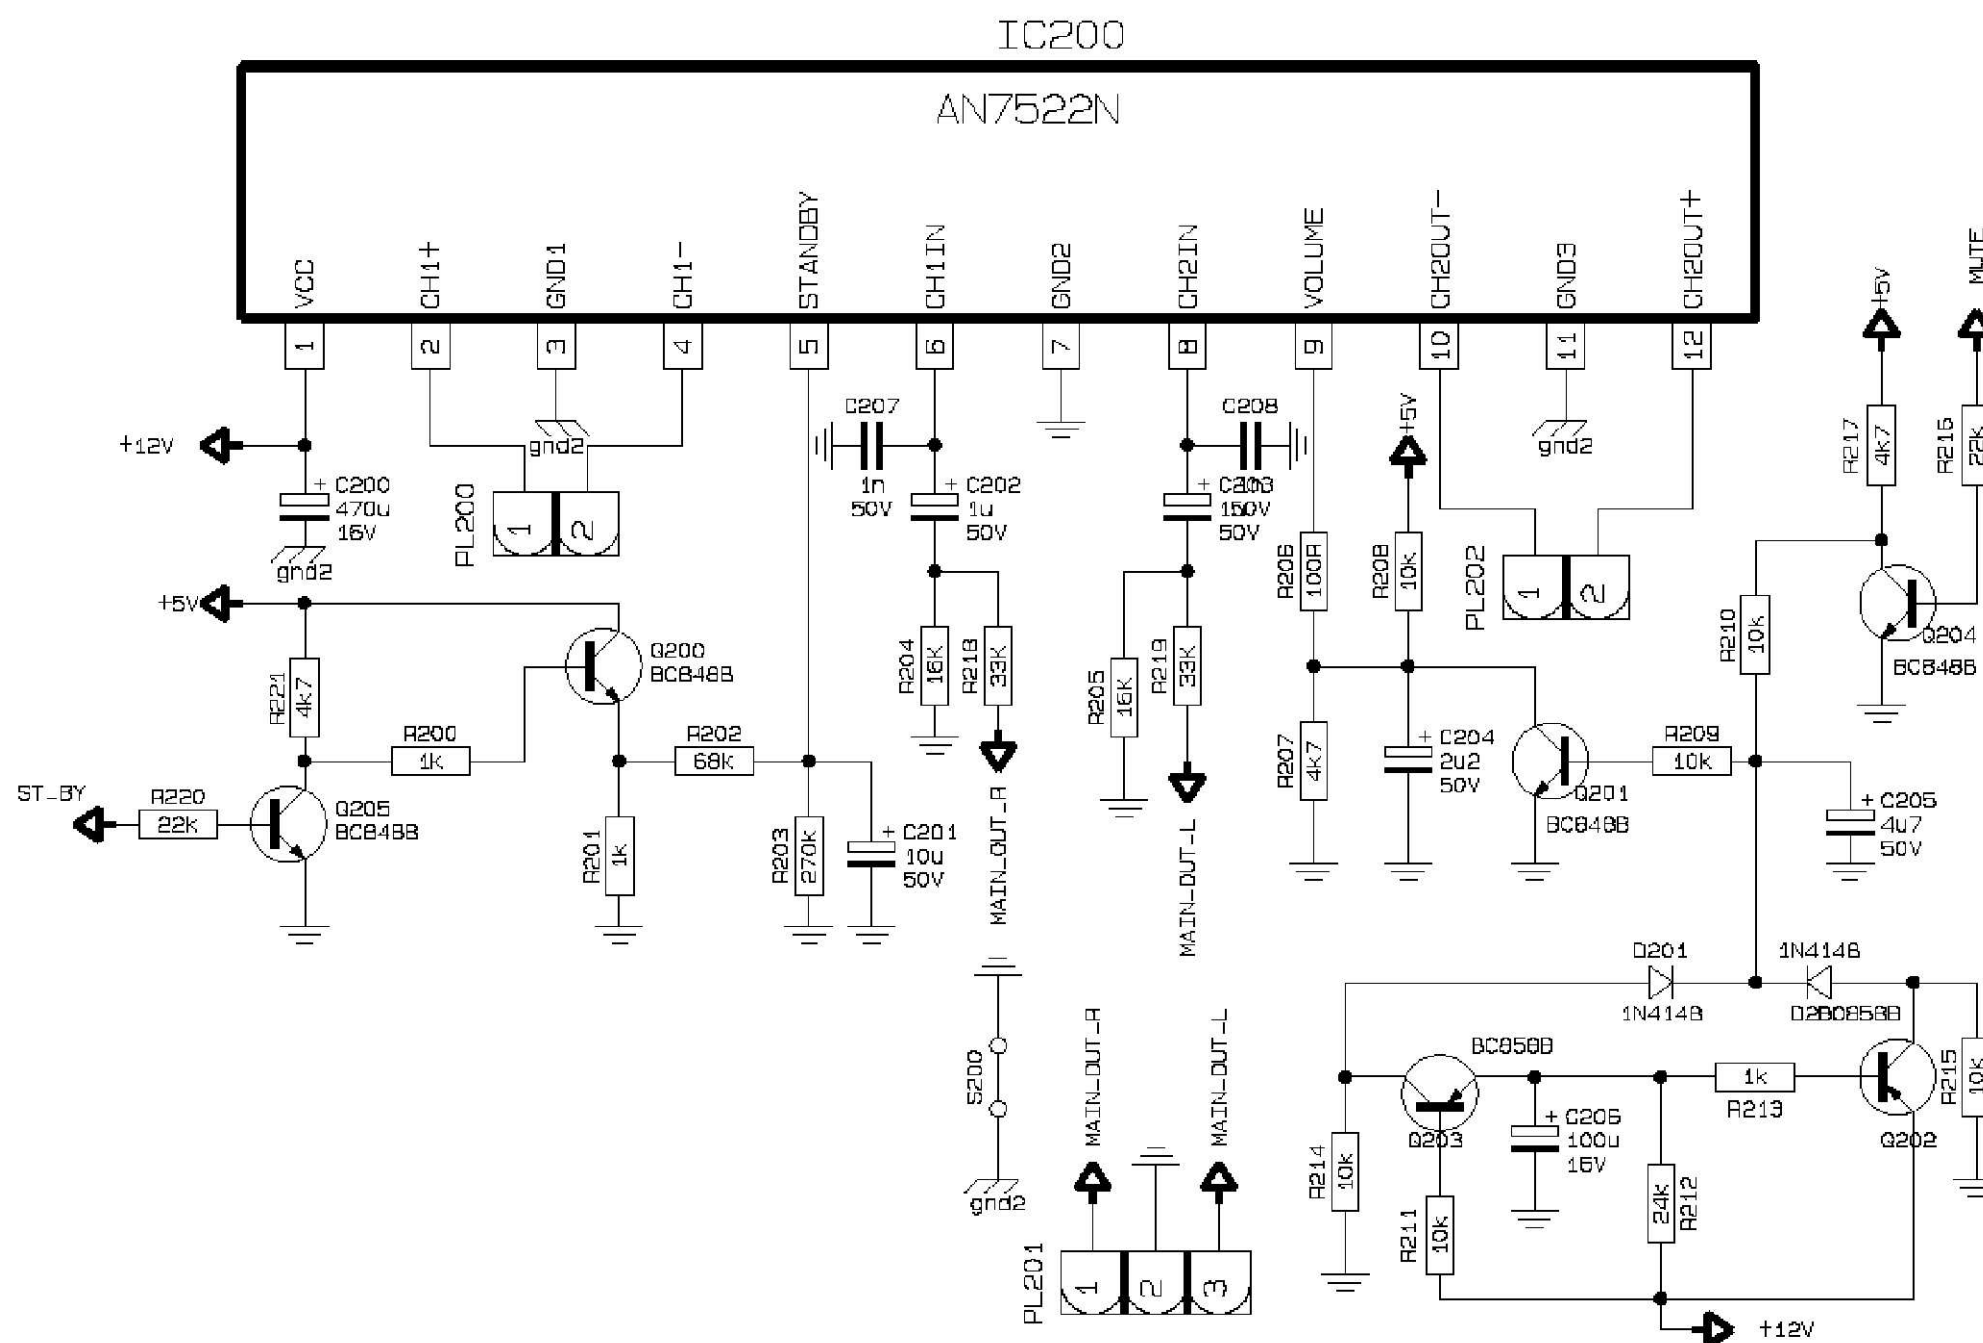 IC200
AN7522N
VCC
CH1+
GND1
CH1-
STANDBY
CH1IN
GND2
CH2IN
VOLUME
CH2OUT-
GND3
CH2OUT+
1
2
3
4
5
6
7
8
9
10
11
12
+12V
C200
470u
16V
gnd2
gnd2
PL200
1
2
C207
1n
50V
C202
1u
50V
C208
50V
50V
+5V
gnd2
PL202
1
2
+5V
MUTE
R217
4k7
R216
22K
+5V
R221
4k7
Q200
BC848B
R200
1k
R202
68k
ST_BY
R220
22K
Q205
BC848B
R201
1k
R203
270k
C201
10u
50V
R204
16K
R218
33K
MAIN_OUT_R
R205
16K
R219
33K
MAIN_OUT_L
R206
100R
R208
10k
R207
4k7
C204
2u2
50V
Q201
BC848B
R209
10k
R210
10k
Q204
BC848B
C205
4u7
50V
D201
1N4148
1N4148
BC858B
Q203
C206
100u
16V
1k
R213
Q202
R215
10K
R214
10k
R211
10k
24k
R212
+12V
S200
gnd2
MAIN_OUT_R
MAIN_OUT_L
PL201
1
2
3